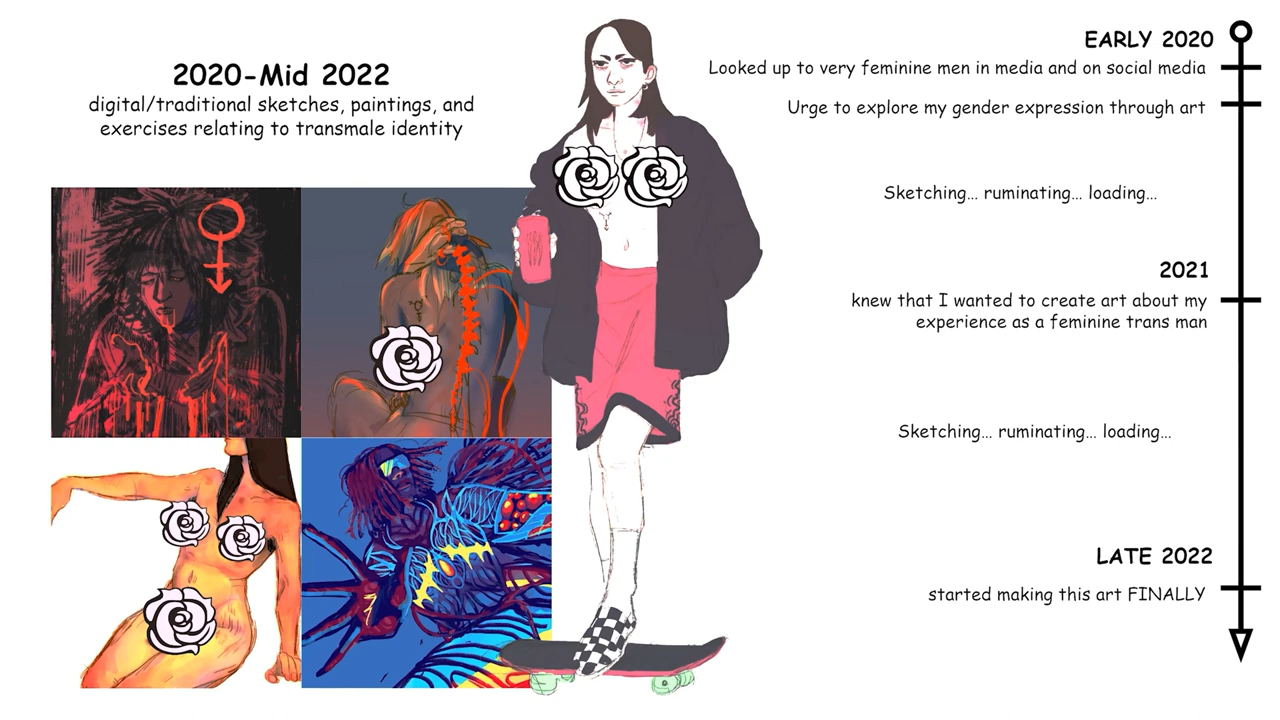 2020-Mid 2022
digital/traditional sketches, paintings, and
exercises relating to transmale identity
EARLY 2020
Looked up to very feminine men in media and on social media
Urge to explore my gender expression through art
Sketching... ruminating... loading...
2021
knew that I wanted to create art about my
experience as a feminine trans man
Sketching... ruminating... loading...
LATE 2022
started making this art FINALLY